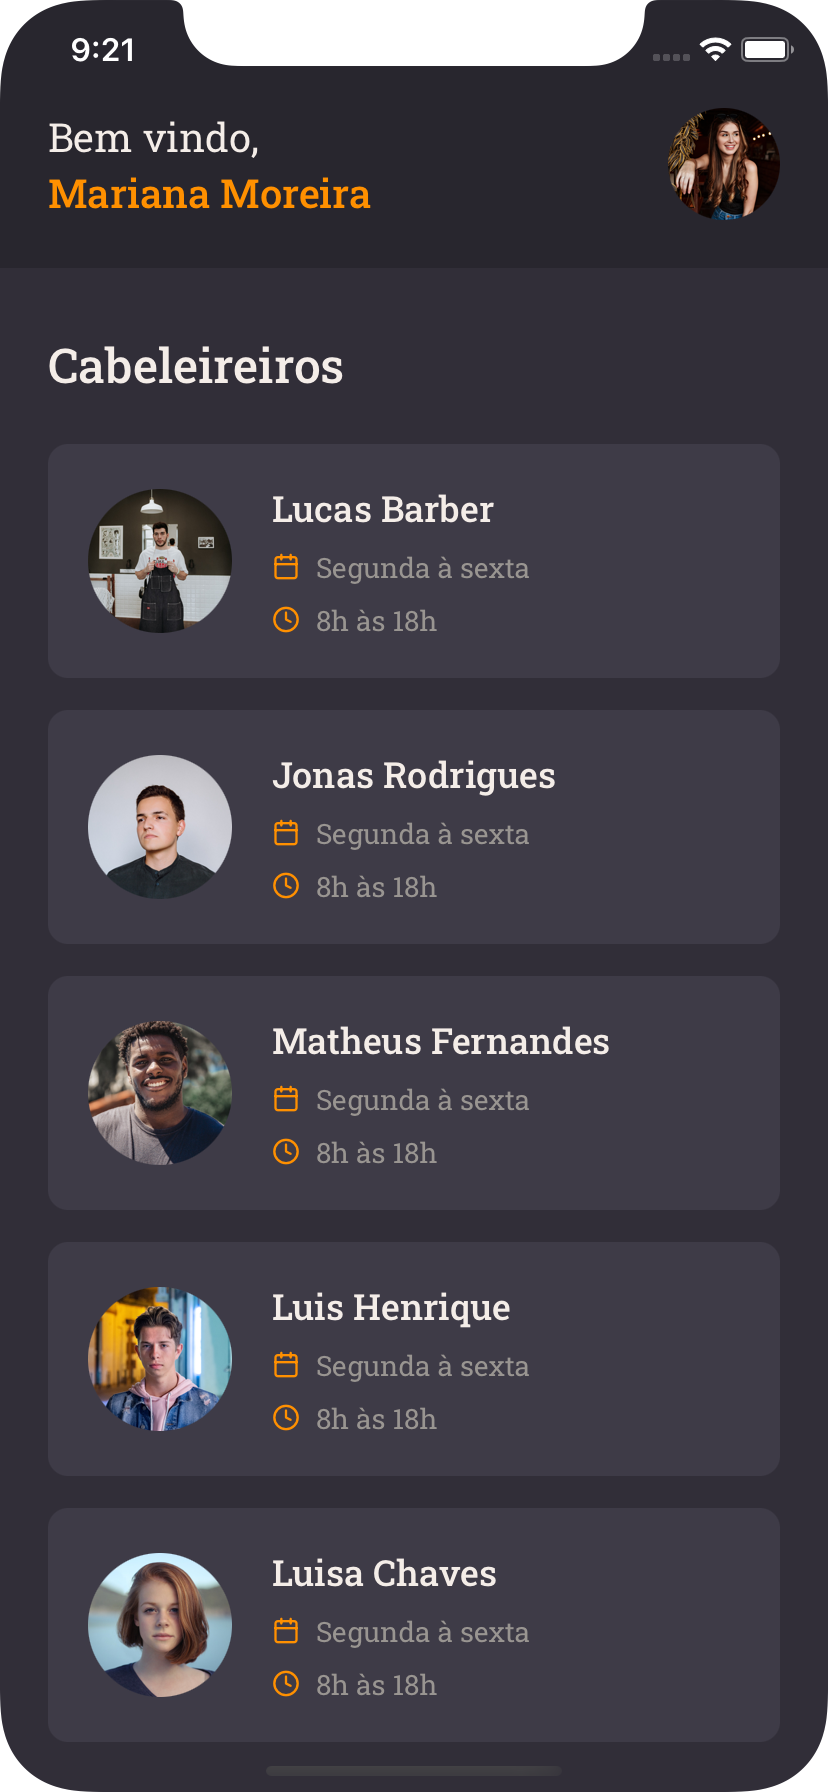 9:21
Bem vindo,
Mariana Moreira
Cabeleireiros
Lucas Barber
Segunda à sexta
8h às 18h
Jonas Rodrigues
Segunda à sexta
8h às 18h
Matheus Fernandes
Segunda à sexta
8h às 18h
Luis Henrique
Segunda à sexta
8h às 18h
Luisa Chaves
Segunda à sexta
8h às 18h